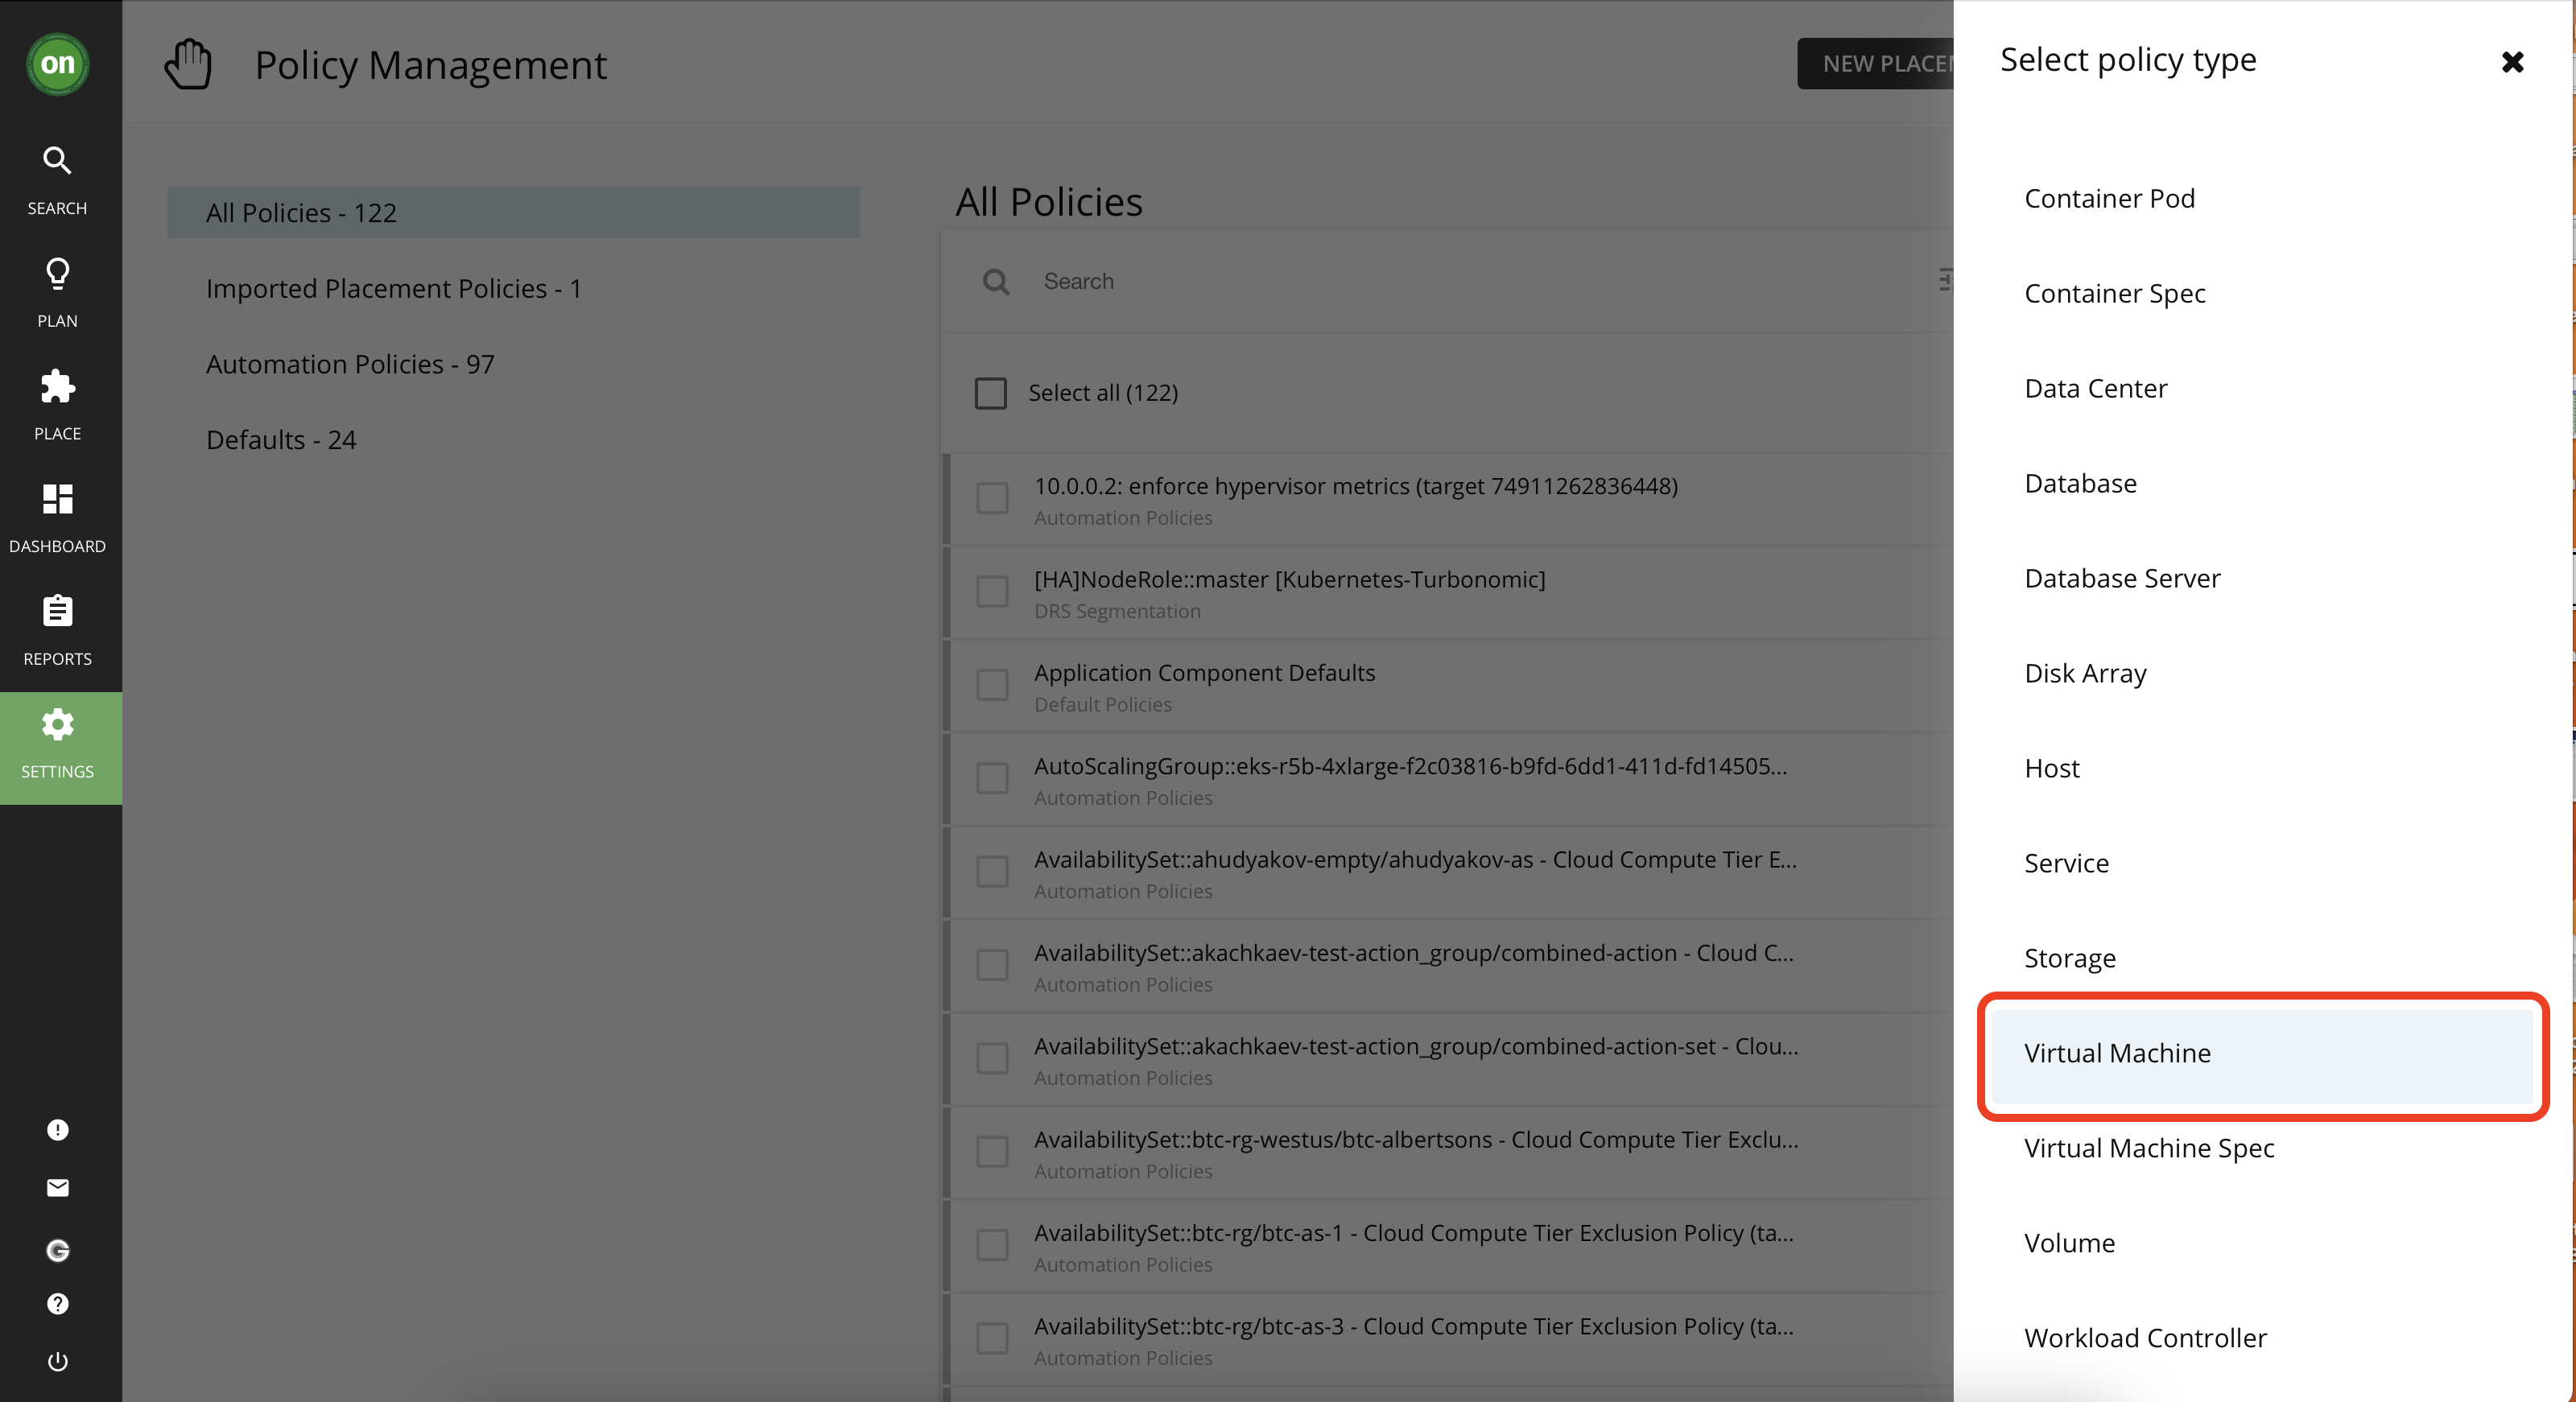 on
SEARCH
PLAN
PLACE
DASHBOARD
REPORTS
SETTINGS
Policy Management
NEW PLACEM
All Policies - 122
Imported Placement Policies - 1
Automation Policies - 97
Defaults - 24
All Policies
Search
Select all (122)
10.0.0.2: enforce hypervisor metrics (target 74911262836448)
Automation Policies
[HA]NodeRole::master [Kubernetes-Turbonomic]
DRS Segmentation
Application Component Defaults
Default Policies
AutoScalingGroup::eks-r5b-4xlarge-f2c03816-b9fd-6dd1-411d-fd14505...
Automation Policies
AvailabilitySet::ahudyakov-empty/ahudyakov-as - Cloud Compute Tier E...
Automation Policies
AvailabilitySet::akachkaev-test-action_group/combined-action - Cloud C...
Automation Policies
AvailabilitySet::akachkaev-test-action_group/combined-action-set - Clou...
Automation Policies
AvailabilitySet::btc-rg-westus/btc-albertsons - Cloud Compute Tier Exclu...
Automation Policies
AvailabilitySet::btc-rg/btc-as-1 - Cloud Compute Tier Exclusion Policy (ta...
Automation Policies
AvailabilitySet::btc-rg/btc-as-3 - Cloud Compute Tier Exclusion Policy (ta...
Automation Policies
Select policy type
Container Pod
Container Spec
Data Center
Database
Database Server
Disk Array
Host
Service
Storage
Virtual Machine
Virtual Machine Spec
Volume
Workload Controller